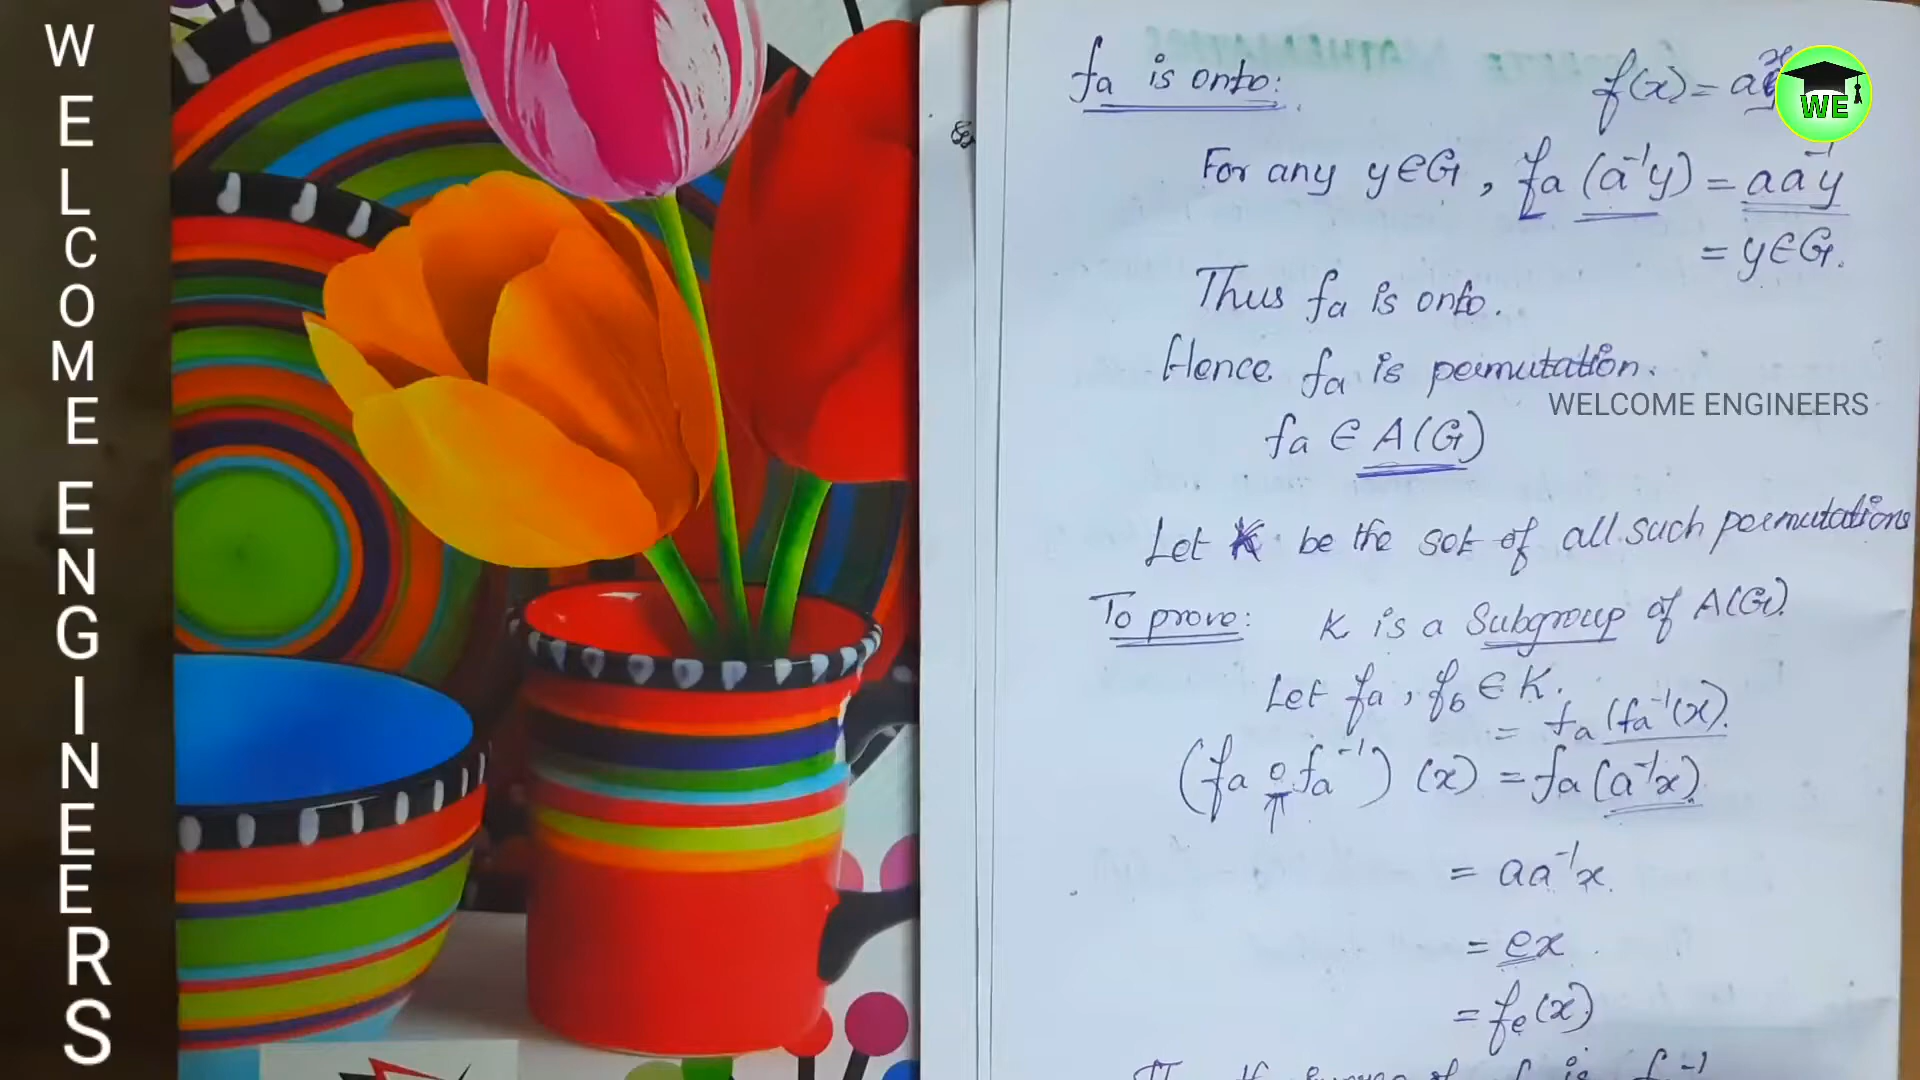 WELCOME ENGINEERS
fa is onto:
f(x) = a
WE
For any y∈G, fa (a⁻¹y) = aa⁻¹y
= y∈G.
Thus fa is onto.
Hence fa is permutation.
WELCOME ENGINEERS
fa ∈ A(G)
Let K be the set of all such permutations
To prove: K is a Subgroup of A(G).
Let fa, fb ∈ K.
= fa (fa⁻¹(x).
(fa o fa⁻¹) (x) = fa (a⁻¹x)
= aa⁻¹x.
= ex.
= fe(x)